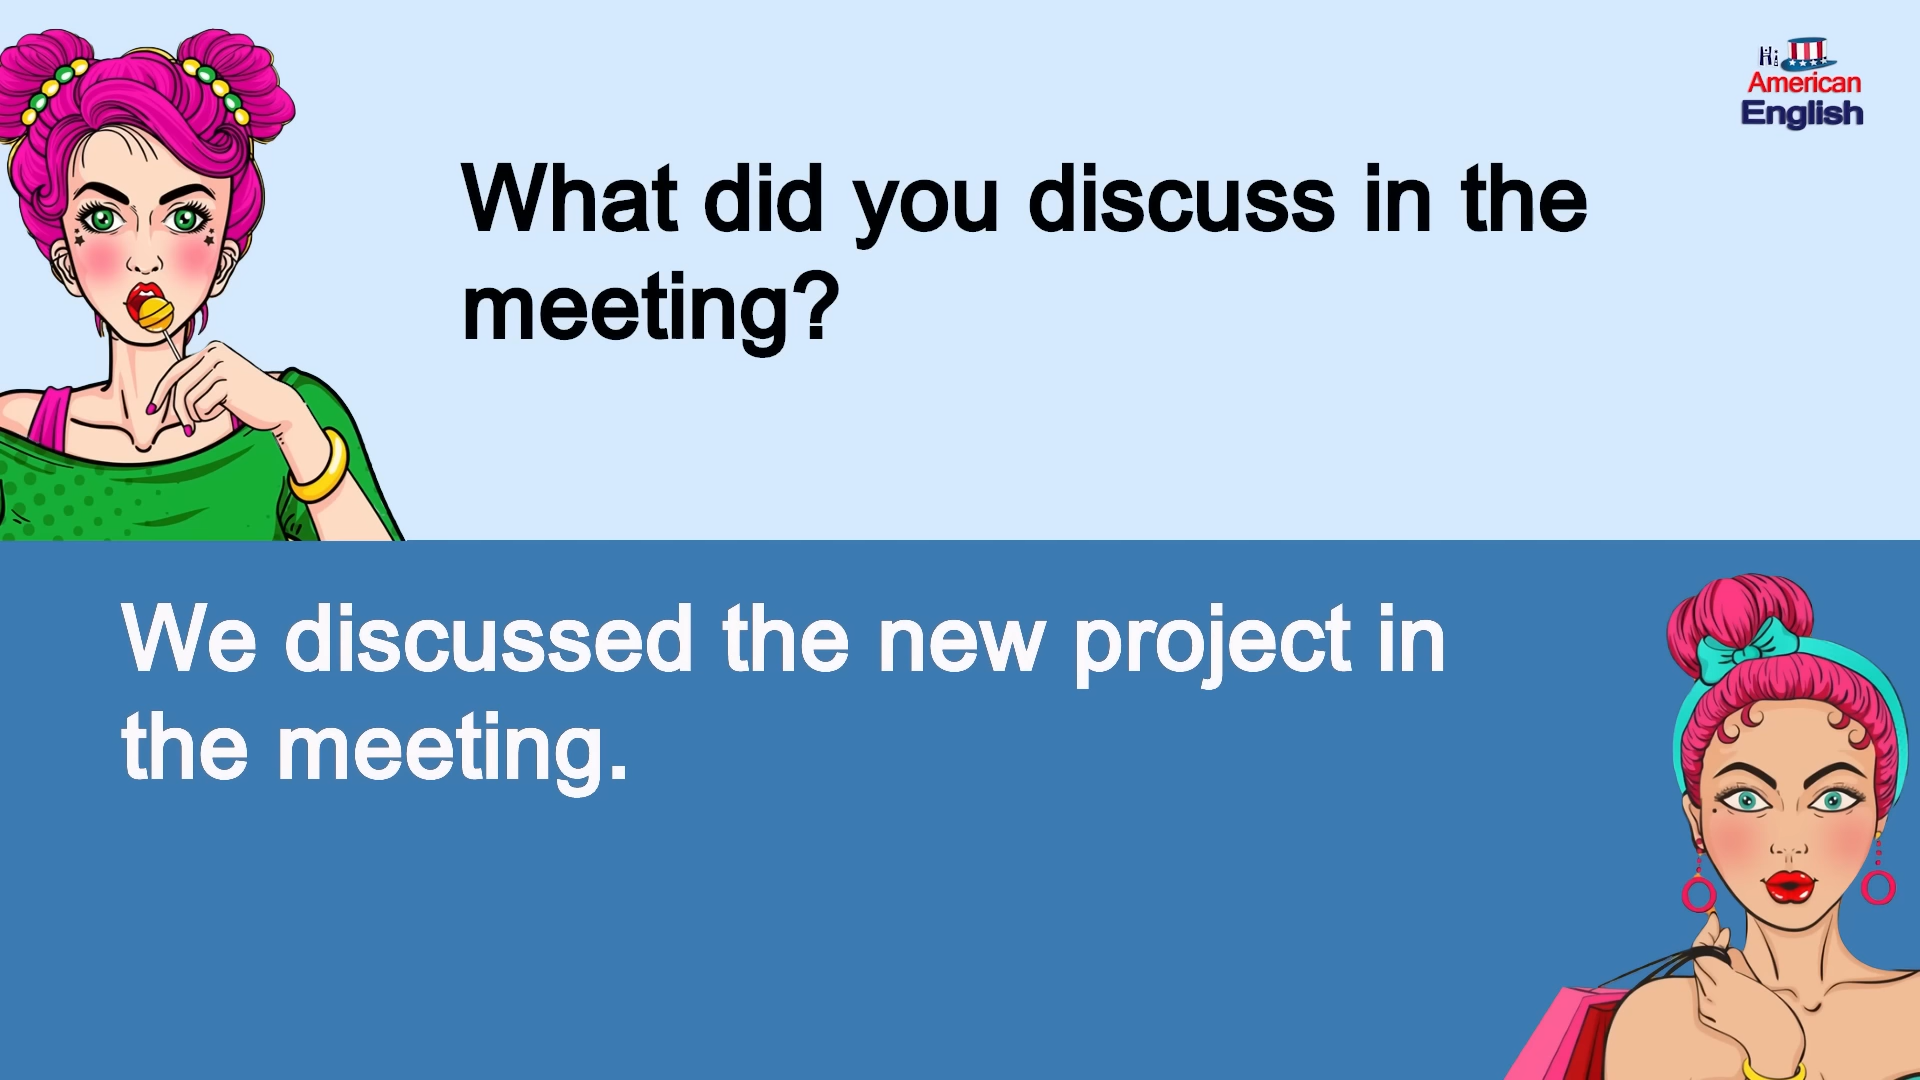 Hi
American
English
What did you discuss in the
meeting?
We discussed the new project in
the meeting.